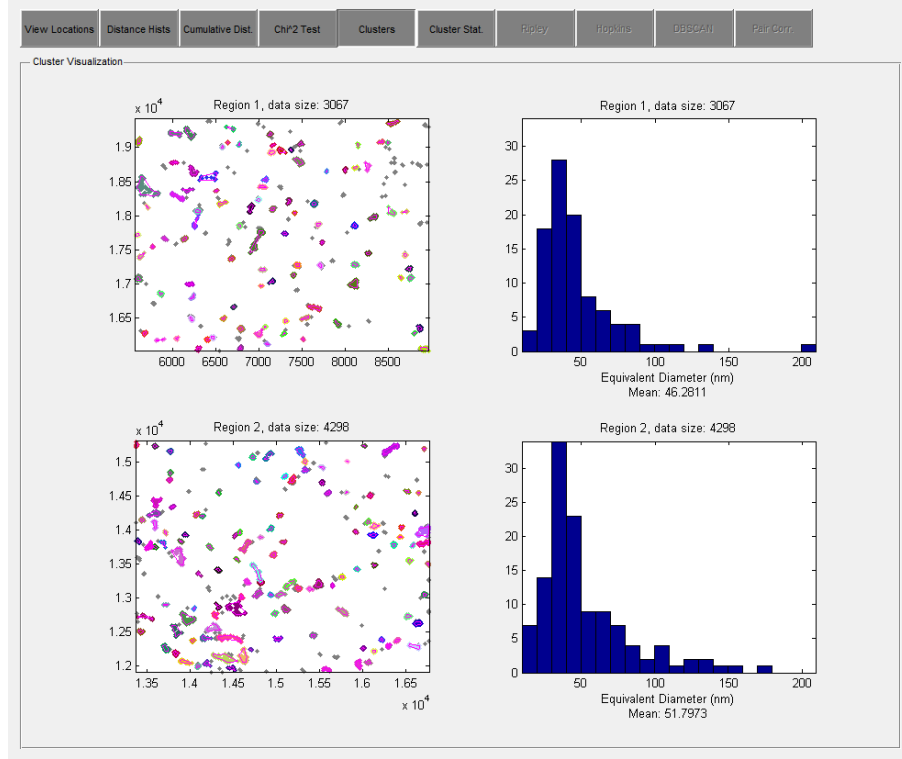 View Locations Distance Hists Cumulative Dist. Chi^2 Test Clusters Cluster Stat. Ripley Hopkins DBSCAN Pair Corr.
Cluster Visualization
x 10^4
Region 1, data size: 3067
1.9
1.85
1.8
1.75
1.7
1.65
6000 6500 7000 7500 8000 8500
Region 1, data size: 3067
30
25
20
15
10
5
0
50 100 150 200
Equivalent Diameter (nm)
Mean: 46.2811
x 10^4
Region 2, data size: 4298
1.5
1.45
1.4
1.35
1.3
1.25
1.2
1.35 1.4 1.45 1.5 1.55 1.6 1.65
x 10^4
Region 2, data size: 4298
30
25
20
15
10
5
0
50 100 150 200
Equivalent Diameter (nm)
Mean: 51.7973